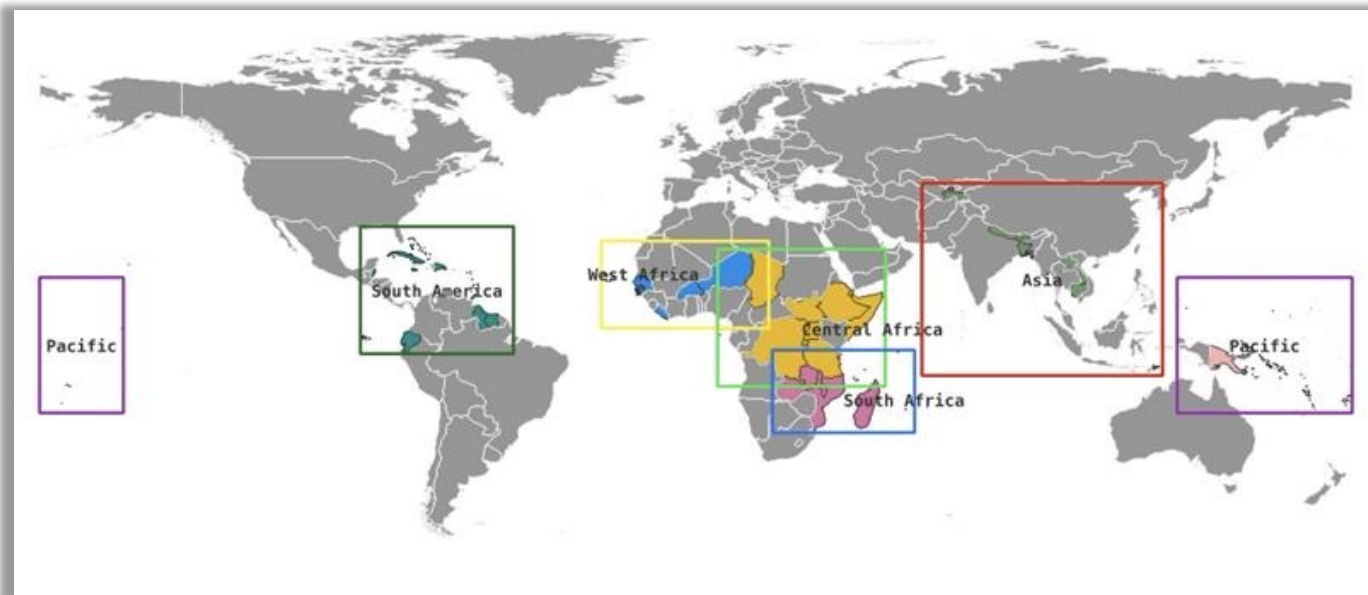 West Africa
South America
Asia
Central Africa
Pacific
Pacific
South Africa